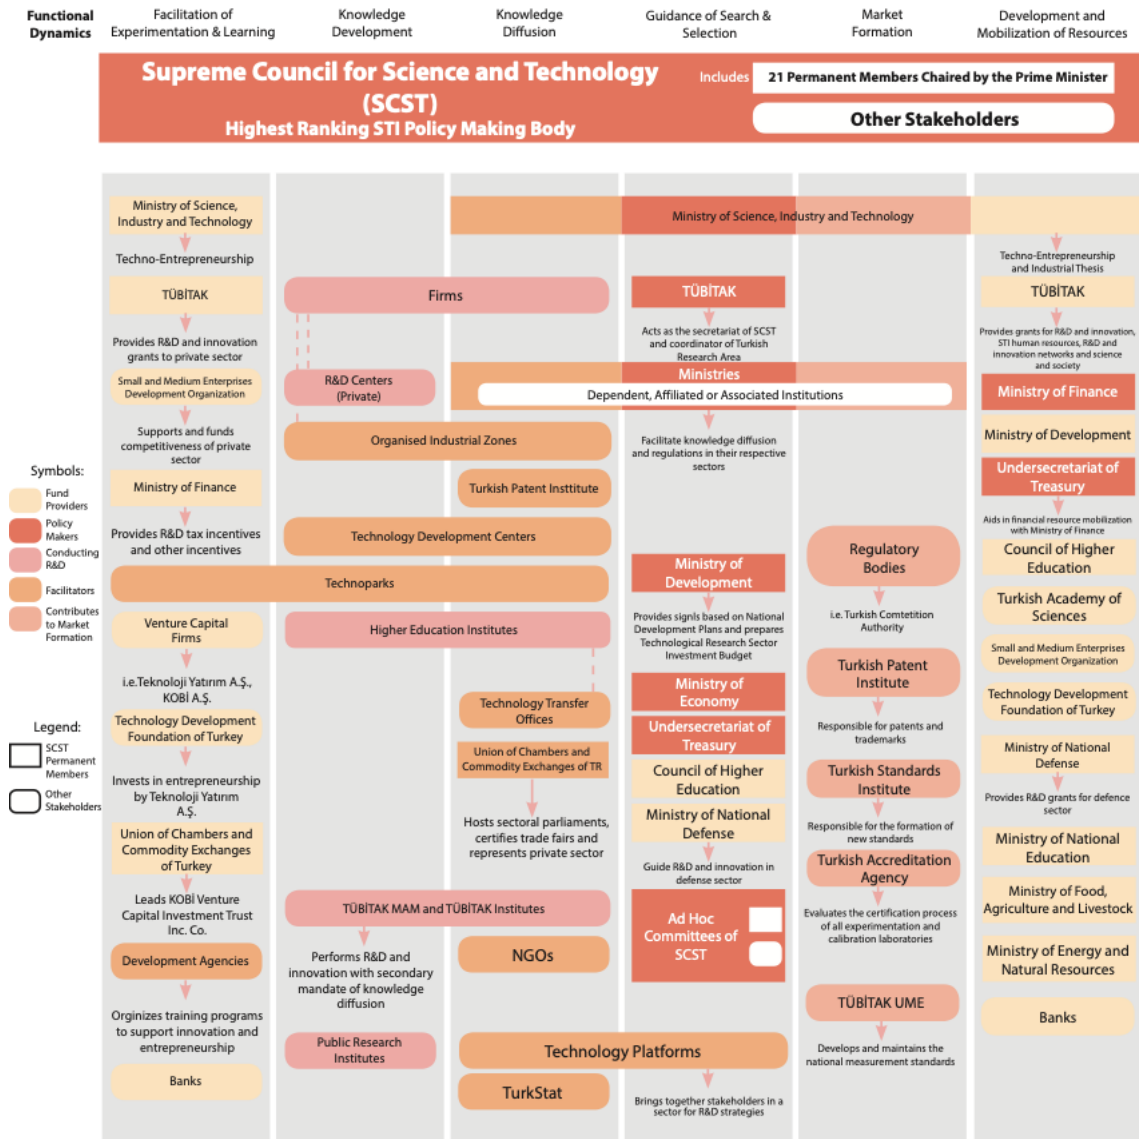 Functional
Dynamics
Facilitation of
Experimentation & Learning
Knowledge
Development
Knowledge
Diffusion
Guidance of Search &
Selection
Market
Formation
Development and
Mobilization of Resources
Supreme Council for Science and Technology
(SCST)
Highest Ranking STI Policy Making Body
Includes
21 Permanent Members Chaired by the Prime Minister
Other Stakeholders
Symbols:
Fund
Providers
Policy
Makers
Conducting
R&D
Facilitators
Contributes
to Market
Formation
Legend:
SCST
Permanent
Members
Other
Stakeholders
Ministry of Science,
Industry and Technology
Techno-Entrepreneurship
TÜBİTAK
Provides R&D and innovation
grants to private sector
Small and Medium Enterprises
Development Organization
Supports and funds
competitiveness of private
sector
Ministry of Finance
Provides R&D tax incentives
and other incentives
Technoparks
Venture Capital
Firms
i.e.Teknoloji Yatırım A.Ş.,
KOBİ A.Ş.
Technology Development
Foundation of Turkey
Invests in entrepreneurship
by Teknoloji Yatırım
A.Ş.
Union of Chambers and
Commodity Exchanges
of Turkey
Leads KOBİ Venture
Capital Investment Trust
Inc. Co.
Development Agencies
Orginizes training programs
to support innovation and
entrepreneurship
Banks
Firms
R&D Centers
(Private)
Organised Industrial Zones
Turkish Patent Insttitute
Technology Development Centers
Higher Education Institutes
Technology Transfer
Offices
Union of Chambers and
Commodity Exchanges of TR
Hosts sectoral parliaments,
certifies trade fairs and
represents private sector
TÜBİTAK MAM and TÜBİTAK Institutes
Performs R&D and
innovation with secondary
mandate of knowledge
diffusion
NGOs
Public Research
Institutes
Technology Platforms
TurkStat
Ministry of Science, Industry and Technology
TÜBİTAK
Acts as the secretariat of SCST
and coordinator of Turkish
Research Area
Ministries
Dependent, Affiliated or Associated Institutions
Facilitate knowledge diffusion
and regulations in their respective
sectors
Ministry of
Development
Provides signls based on National
Development Plans and prepares
Technological Research Sector
Investment Budget
Ministry of
Economy
Undersecretariat of
Treasury
Council of Higher
Education
Ministry of National
Defense
Guide R&D and innovation in
defense sector
Ad Hoc
Committees of
SCST
Brings together stakeholders in a
sector for R&D strategies
Regulatory
Bodies
i.e. Turkish Comtetition
Authority
Turkish Patent
Institute
Responsible for patents and
trademarks
Turkish Standards
Institute
Responsible for the formation of
new standards
Turkish Accreditation
Agency
Evaluates the certification process
of all experimentation and
calibration laboratories
TÜBİTAK UME
Develops and maintains the
national measurement standards
Techno-Entrepreneurship
and Industrial Thesis
TÜBİTAK
Provides grants for R&D and innovation,
STI human resources, R&D and
innovation networks and science
and society
Ministry of Finance
Ministry of Development
Undersecretariat of
Treasury
Aids in financial resource mobilization
with Ministry of Finance
Council of Higher
Education
Turkish Academy of
Sciences
Small and Medium Enterprises
Development Organization
Technology Development
Foundation of Turkey
Ministry of National
Defense
Provides R&D grants for defence
sector
Ministry of National
Education
Ministry of Food,
Agriculture and Livestock
Ministry of Energy and
Natural Resources
Banks